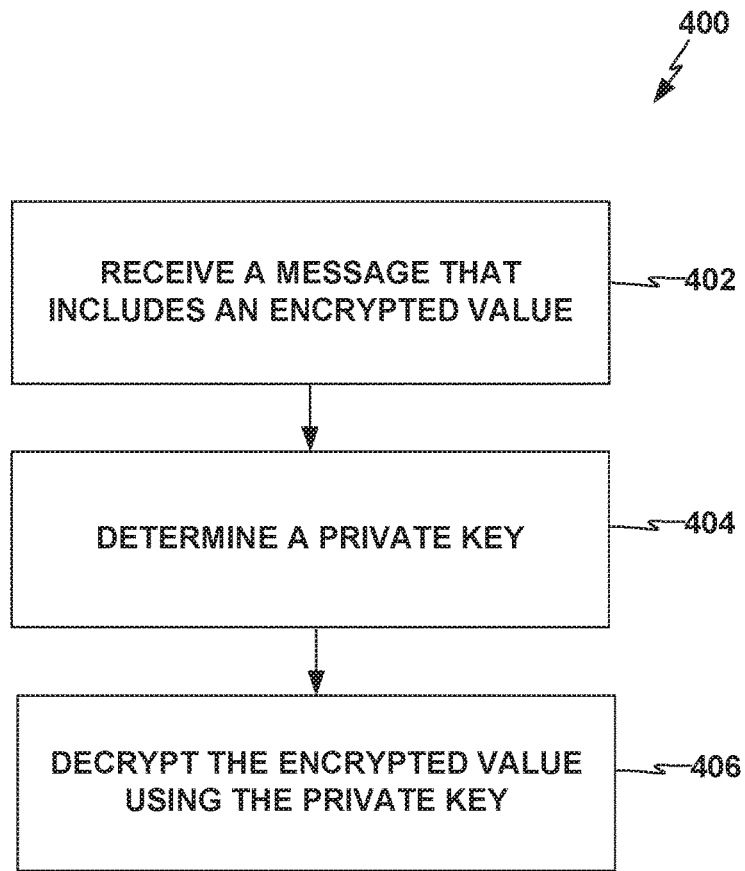 400
RECEIVE A MESSAGE THAT
INCLUDES AN ENCRYPTED VALUE
402
DETERMINE A PRIVATE KEY
404
DECRYPT THE ENCRYPTED VALUE
USING THE PRIVATE KEY
406